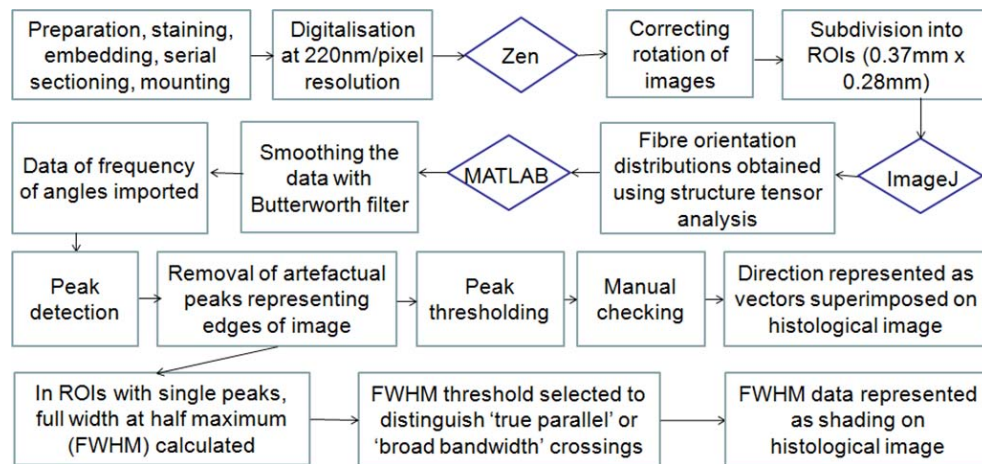 Preparation, staining,
embedding, serial
sectioning, mounting
Digitalisation
at 220nm/pixel
resolution
Zen
Correcting
rotation of
images
Subdivision into
ROIs (0.37mm x
0.28mm)
ImageJ
Fibre orientation
distributions obtained
using structure tensor
analysis
MATLAB
Smoothing the
data with
Butterworth filter
Data of frequency
of angles imported
Peak
detection
Removal of artefactual
peaks representing
edges of image
Peak
thresholding
Manual
checking
Direction represented as
vectors superimposed on
histological image
In ROIs with single peaks,
full width at half maximum
(FWHM) calculated
FWHM threshold selected to
distinguish ‘true parallel’ or
‘broad bandwidth’ crossings
FWHM data represented
as shading on
histological image